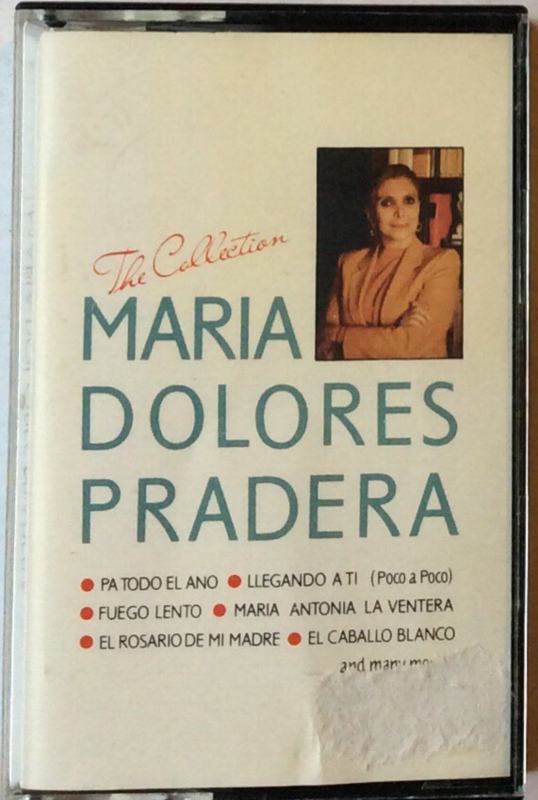 The Collection
MARIA
DOLORES
PRADERA
● PA TODO EL ANO ● LLEGANDO A TI (Poco a Poco)
● FUEGO LENTO ● MARIA ANTONIA LA VENTERA
● EL ROSARIO DE MI MADRE ● EL CABALLO BLANCO
and many